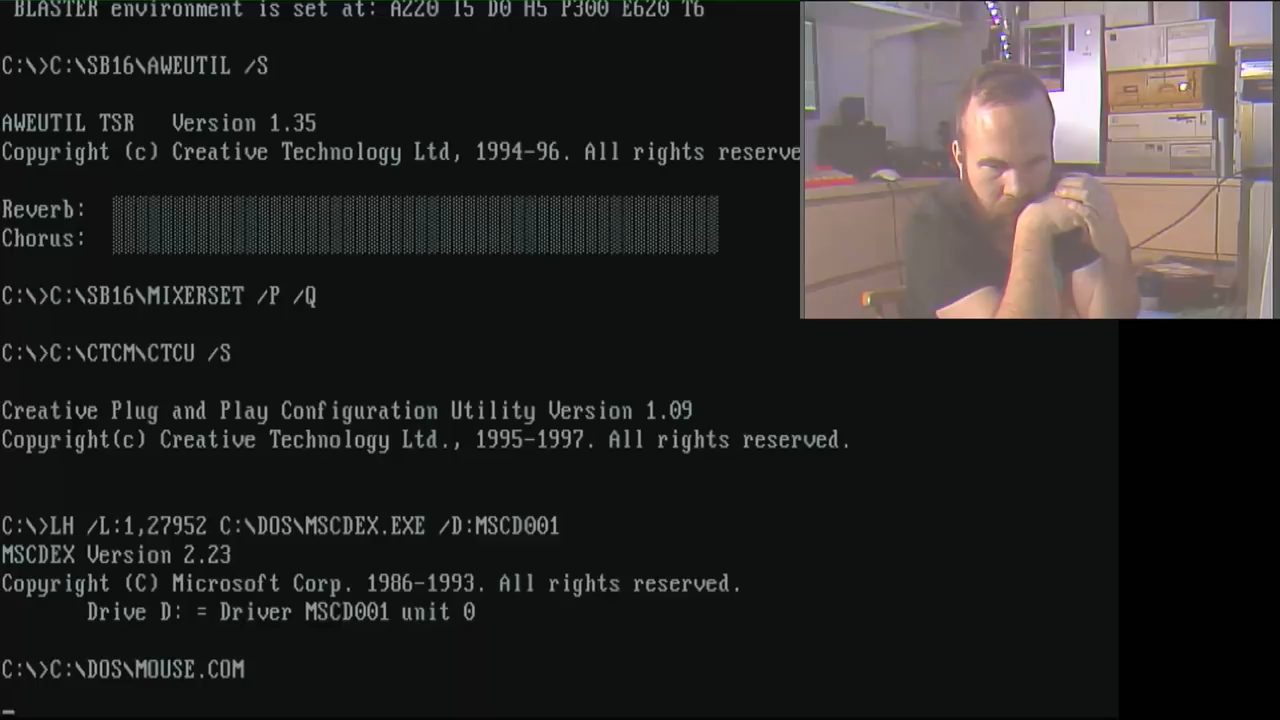 BLASTER environment is set at: A220 I5 D0 H5 P300 E620 T6
C:\>C:\SB16\AWEUTIL /S
AWEUTIL TSR   Version 1.35
Copyright (c) Creative Technology Ltd, 1994-96. All rights reserve
Reverb:
Chorus:
C:\>C:\SB16\MIXERSET /P /Q
C:\>C:\CTCM\CTCU /S
Creative Plug and Play Configuration Utility Version 1.09
Copyright(c) Creative Technology Ltd., 1995-1997. All rights reserved.
C:\>LH /L:1,27952 C:\DOS\MSCDEX.EXE /D:MSCD001
MSCDEX Version 2.23
Copyright (C) Microsoft Corp. 1986-1993. All rights reserved.
Drive D: = Driver MSCD001 unit 0
C:\>C:\DOS\MOUSE.COM